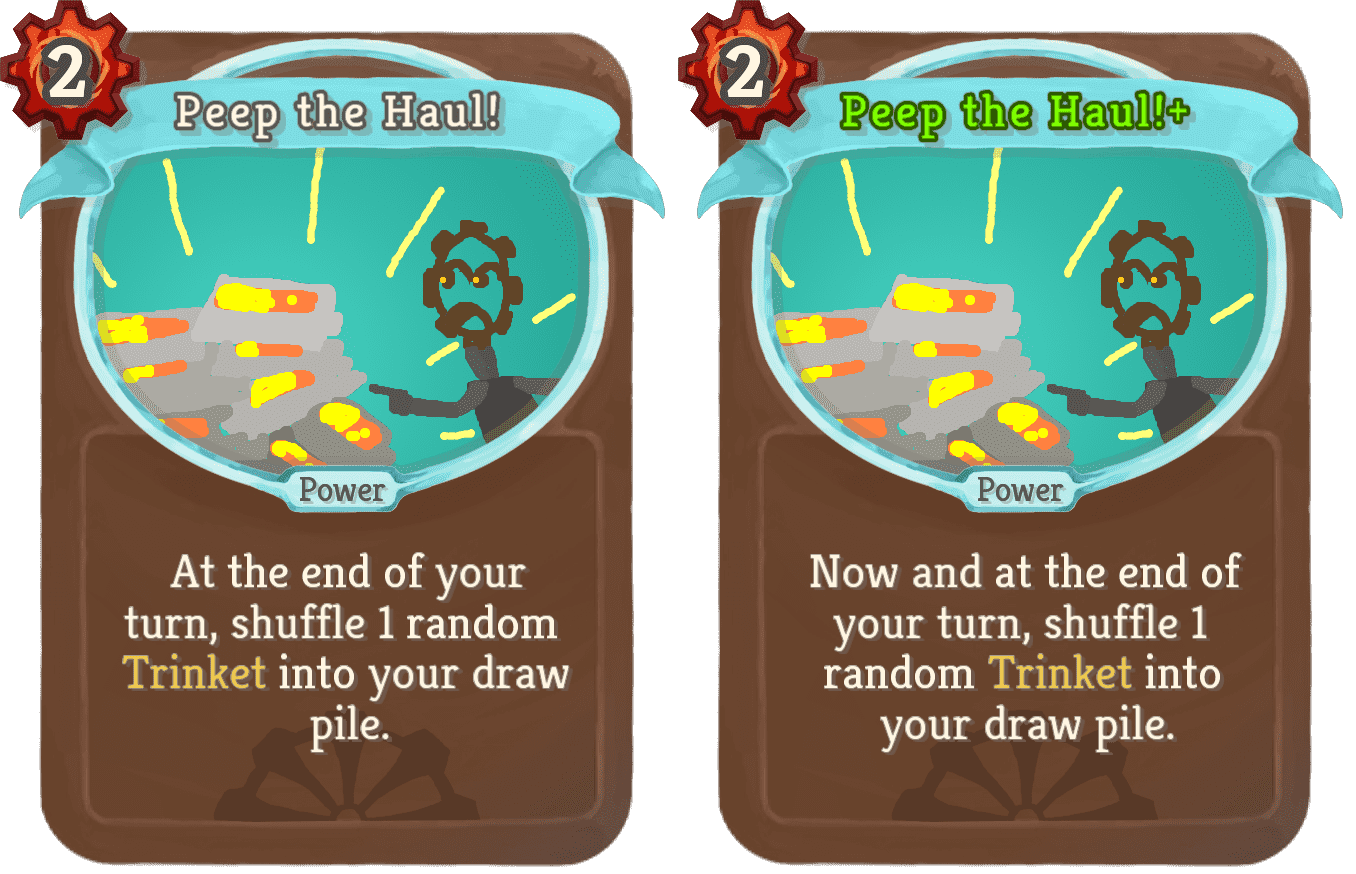 2
Peep the Haul!
Power
At the end of your
turn, shuffle 1 random
Trinket into your draw
pile.
2
Peep the Haul!+
Power
Now and at the end of
your turn, shuffle 1
random Trinket into
your draw pile.